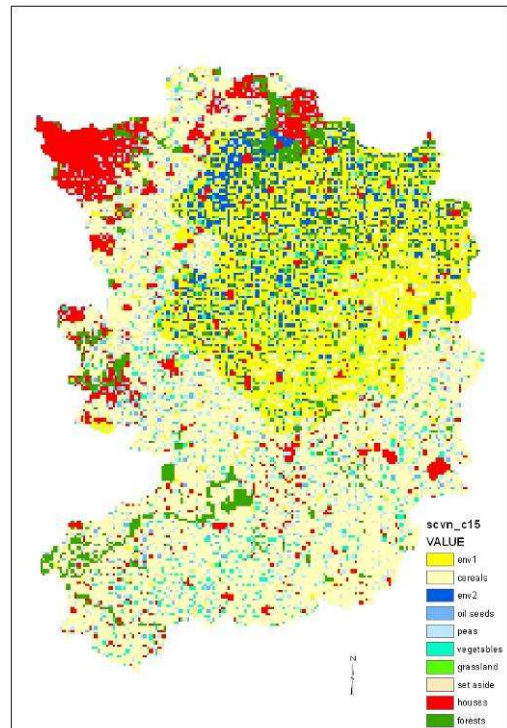 N
scvn_c15
VALUE
env1
cereals
env2
oil seeds
peas
vegetables
grassland
set aside
houses
forests